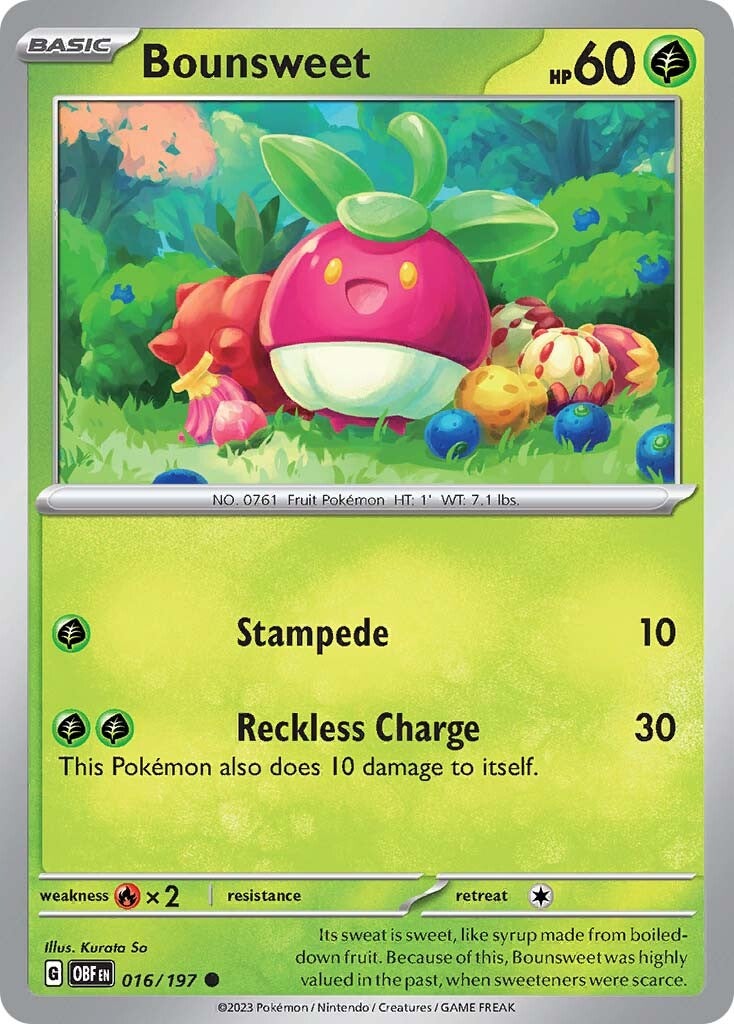 BASIC
Bounsweet
HP60
NO. 0761 Fruit Pokémon HT: 1' WT: 7.1 lbs.
Stampede 10
Reckless Charge 30
This Pokémon also does 10 damage to itself.
weakness ×2 resistance retreat
Illus. Kurata So
Its sweat is sweet, like syrup made from boiled-
down fruit. Because of this, Bounsweet was highly
valued in the past, when sweeteners were scarce.
G OBF EN 016/197
©2023 Pokémon / Nintendo / Creatures / GAME FREAK